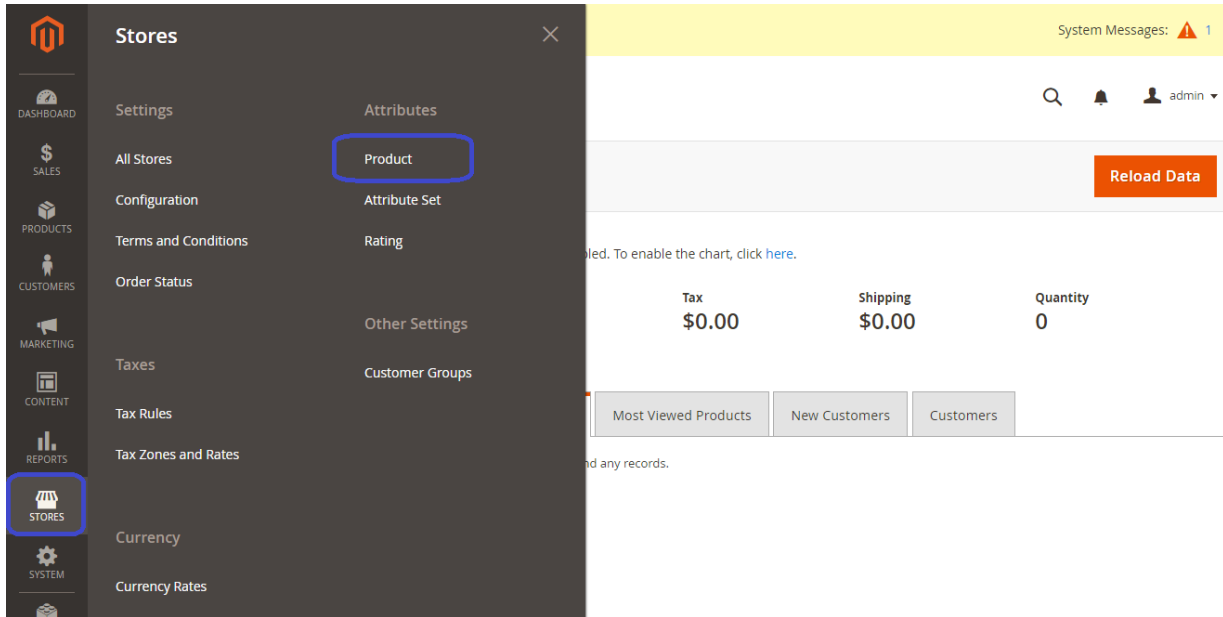 DASHBOARD
SALES
PRODUCTS
CUSTOMERS
MARKETING
CONTENT
REPORTS
STORES
SYSTEM
Stores
Settings
All Stores
Configuration
Terms and Conditions
Order Status
Taxes
Tax Rules
Tax Zones and Rates
Currency
Currency Rates
Attributes
Product
Attribute Set
Rating
Other Settings
Customer Groups
System Messages: 1
admin
Reload Data
led. To enable the chart, click here.
Tax Shipping Quantity
$0.00 $0.00 0
Most Viewed Products New Customers Customers
nd any records.